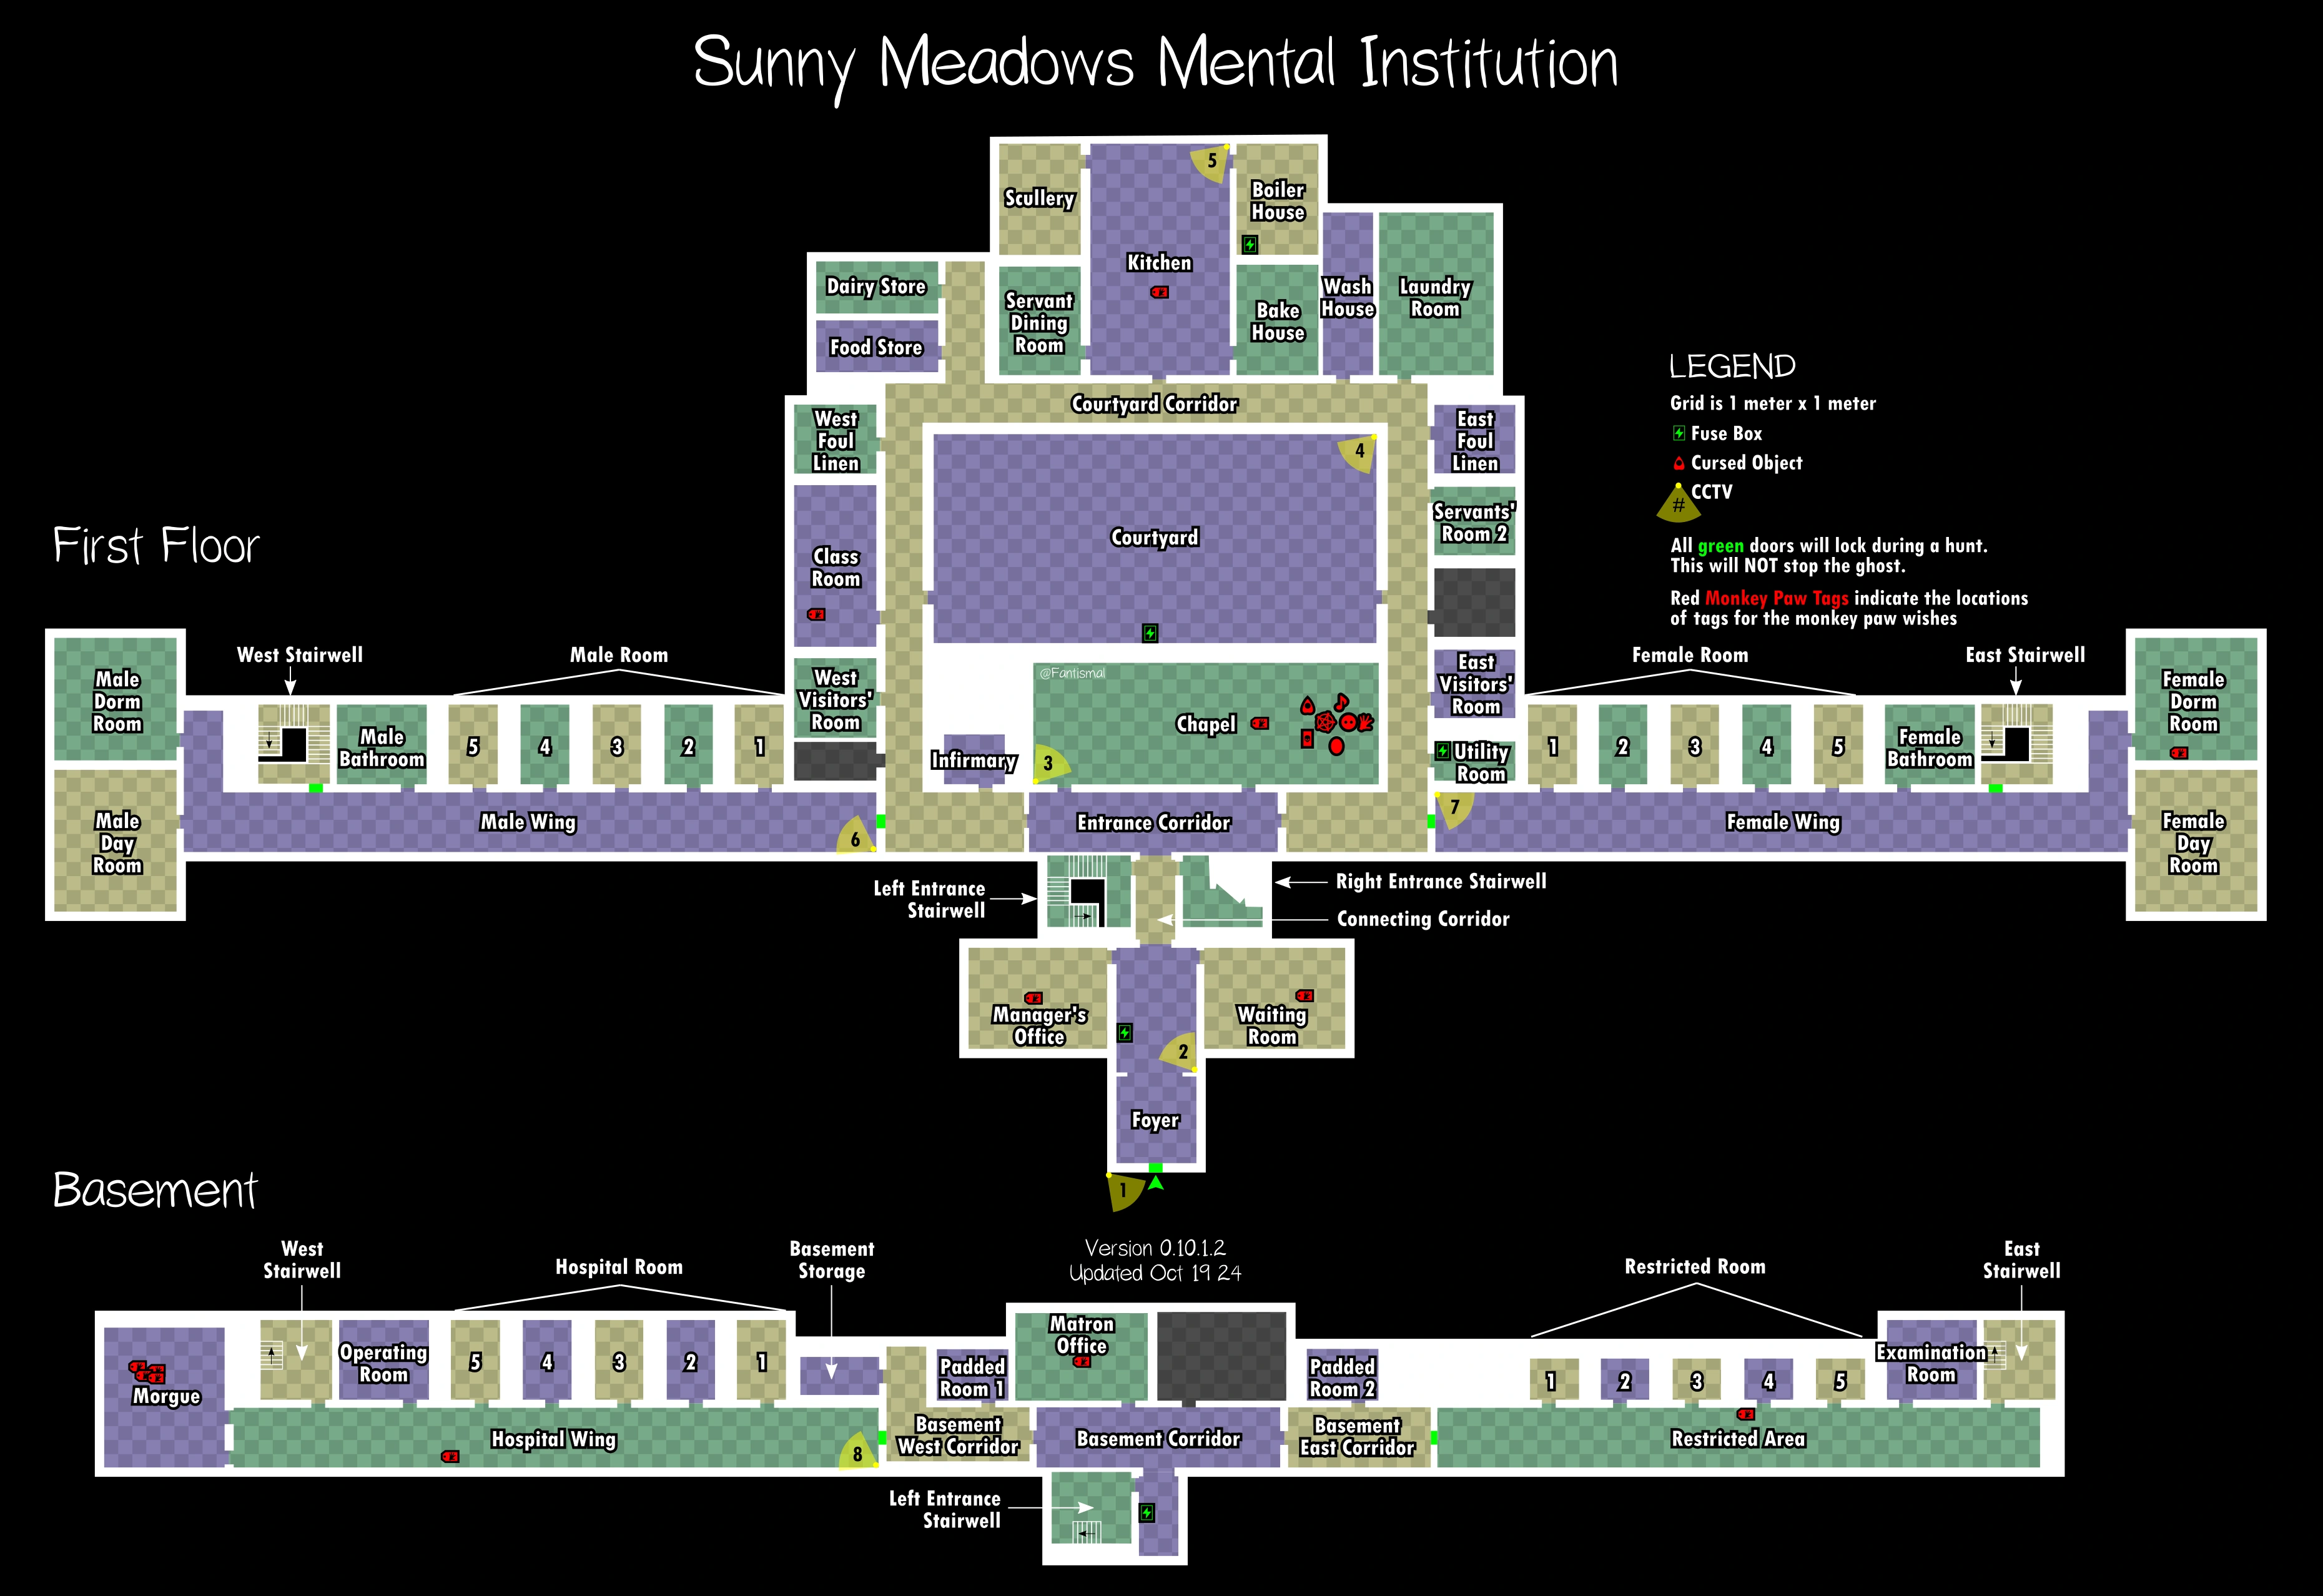 Sunny Meadows Mental Institution
Scullery
5
Boiler
House
Kitchen
Servant
Dining
Room
Bake
House
Wash
House
Laundry
Room
Dairy Store
Food Store
LEGEND
Grid is 1 meter x 1 meter
Fuse Box
Cursed Object
#
CCTV
All green doors will lock during a hunt.
This will NOT stop the ghost.
Red Monkey Paw Tags indicate the locations
of tags for the monkey paw wishes
Courtyard Corridor
West
Foul
Linen
4
East
Foul
Linen
Courtyard
Servants'
Room 2
Class
Room
First Floor
West Stairwell
Male Room
Female Room
East Stairwell
Male
Dorm
Room
Male
Bathroom
5
4
3
2
1
West
Visitors'
Room
@Fantismal
Chapel
Infirmary
3
East
Visitors'
Room
Utility
Room
1
2
3
4
5
Female
Bathroom
Female
Dorm
Room
Male
Day
Room
Male Wing
6
Entrance Corridor
7
Female Wing
Female
Day
Room
Left Entrance
Stairwell
Right Entrance Stairwell
Connecting Corridor
Manager's
Office
Waiting
Room
2
Foyer
1
Basement
Version 0.10.1.2
Updated Oct 19 24
West
Stairwell
Hospital Room
Basement
Storage
Restricted Room
East
Stairwell
Morgue
Operating
Room
5
4
3
2
1
Padded
Room 1
Matron
Office
Padded
Room 2
1
2
3
4
5
Examination
Room
Hospital Wing
8
Basement
West Corridor
Basement Corridor
Basement
East Corridor
Restricted Area
Left Entrance
Stairwell